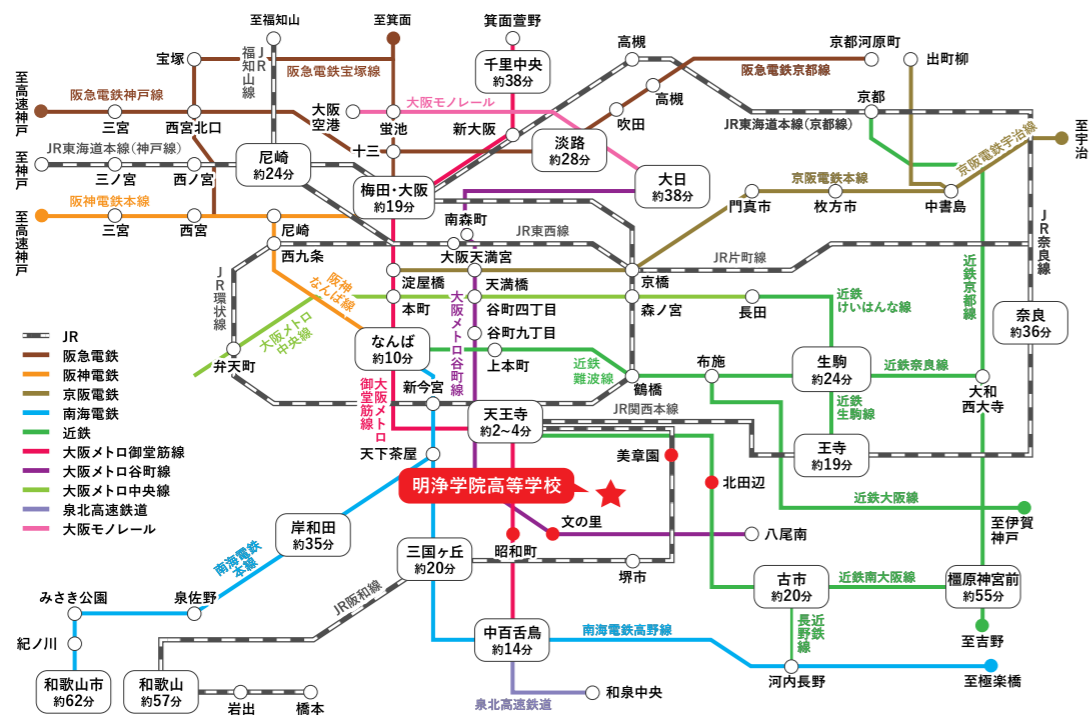 至福知山
至箕面
箕面萱野
宝塚
JR
福知山線
阪急電鉄宝塚線
千里中央
約38分
高槻
京都河原町
出町柳
阪急電鉄京都線
至高速神戸
阪急電鉄神戸線
三宮
西宮北口
大阪
空港
大阪モノレール
蛍池
新大阪
吹田
高槻
京都
JR東海道本線(京都線)
京阪電鉄宇治線
至宇治
至神戸
JR東海道本線(神戸線)
三ノ宮
西ノ宮
尼崎
約24分
十三
淡路
約28分
梅田・大阪
約19分
大日
約38分
京阪電鉄本線
門真市
枚方市
中書島
至高速神戸
阪神電鉄本線
三宮
西宮
尼崎
西九条
南森町
JR東西線
大阪天満宮
JR片町線
JR奈良線
JR環状線
阪神
なんば線
淀屋橋
天満橋
京橋
近鉄京都線
大阪メトロ
中央線
本町
大阪メトロ谷町線
谷町四丁目
谷町九丁目
森ノ宮
長田
近鉄
けいはんな線
奈良
約36分
弁天町
なんば
約10分
上本町
近鉄
難波線
鶴橋
布施
生駒
約24分
近鉄奈良線
大和
西大寺
新今宮
大阪メトロ
御堂筋線
天王寺
約2~4分
JR関西本線
近鉄
生駒線
王寺
約19分
天下茶屋
美章園
北田辺
明浄学院高等学校
近鉄大阪線
至伊賀
神戸
文の里
八尾南
昭和町
岸和田
約35分
三国ヶ丘
約20分
堺市
南海電鉄
本線
JR阪和線
古市
約20分
近鉄南大阪線
橿原神宮前
約55分
みさき公園
泉佐野
紀ノ川
中百舌鳥
約14分
南海電鉄高野線
近鉄
長野線
至吉野
和歌山市
約62分
和歌山
約57分
岩出
橋本
泉北高速鉄道
和泉中央
河内長野
至極楽橋
JR
阪急電鉄
阪神電鉄
京阪電鉄
南海電鉄
近鉄
大阪メトロ御堂筋線
大阪メトロ谷町線
大阪メトロ中央線
泉北高速鉄道
大阪モノレール